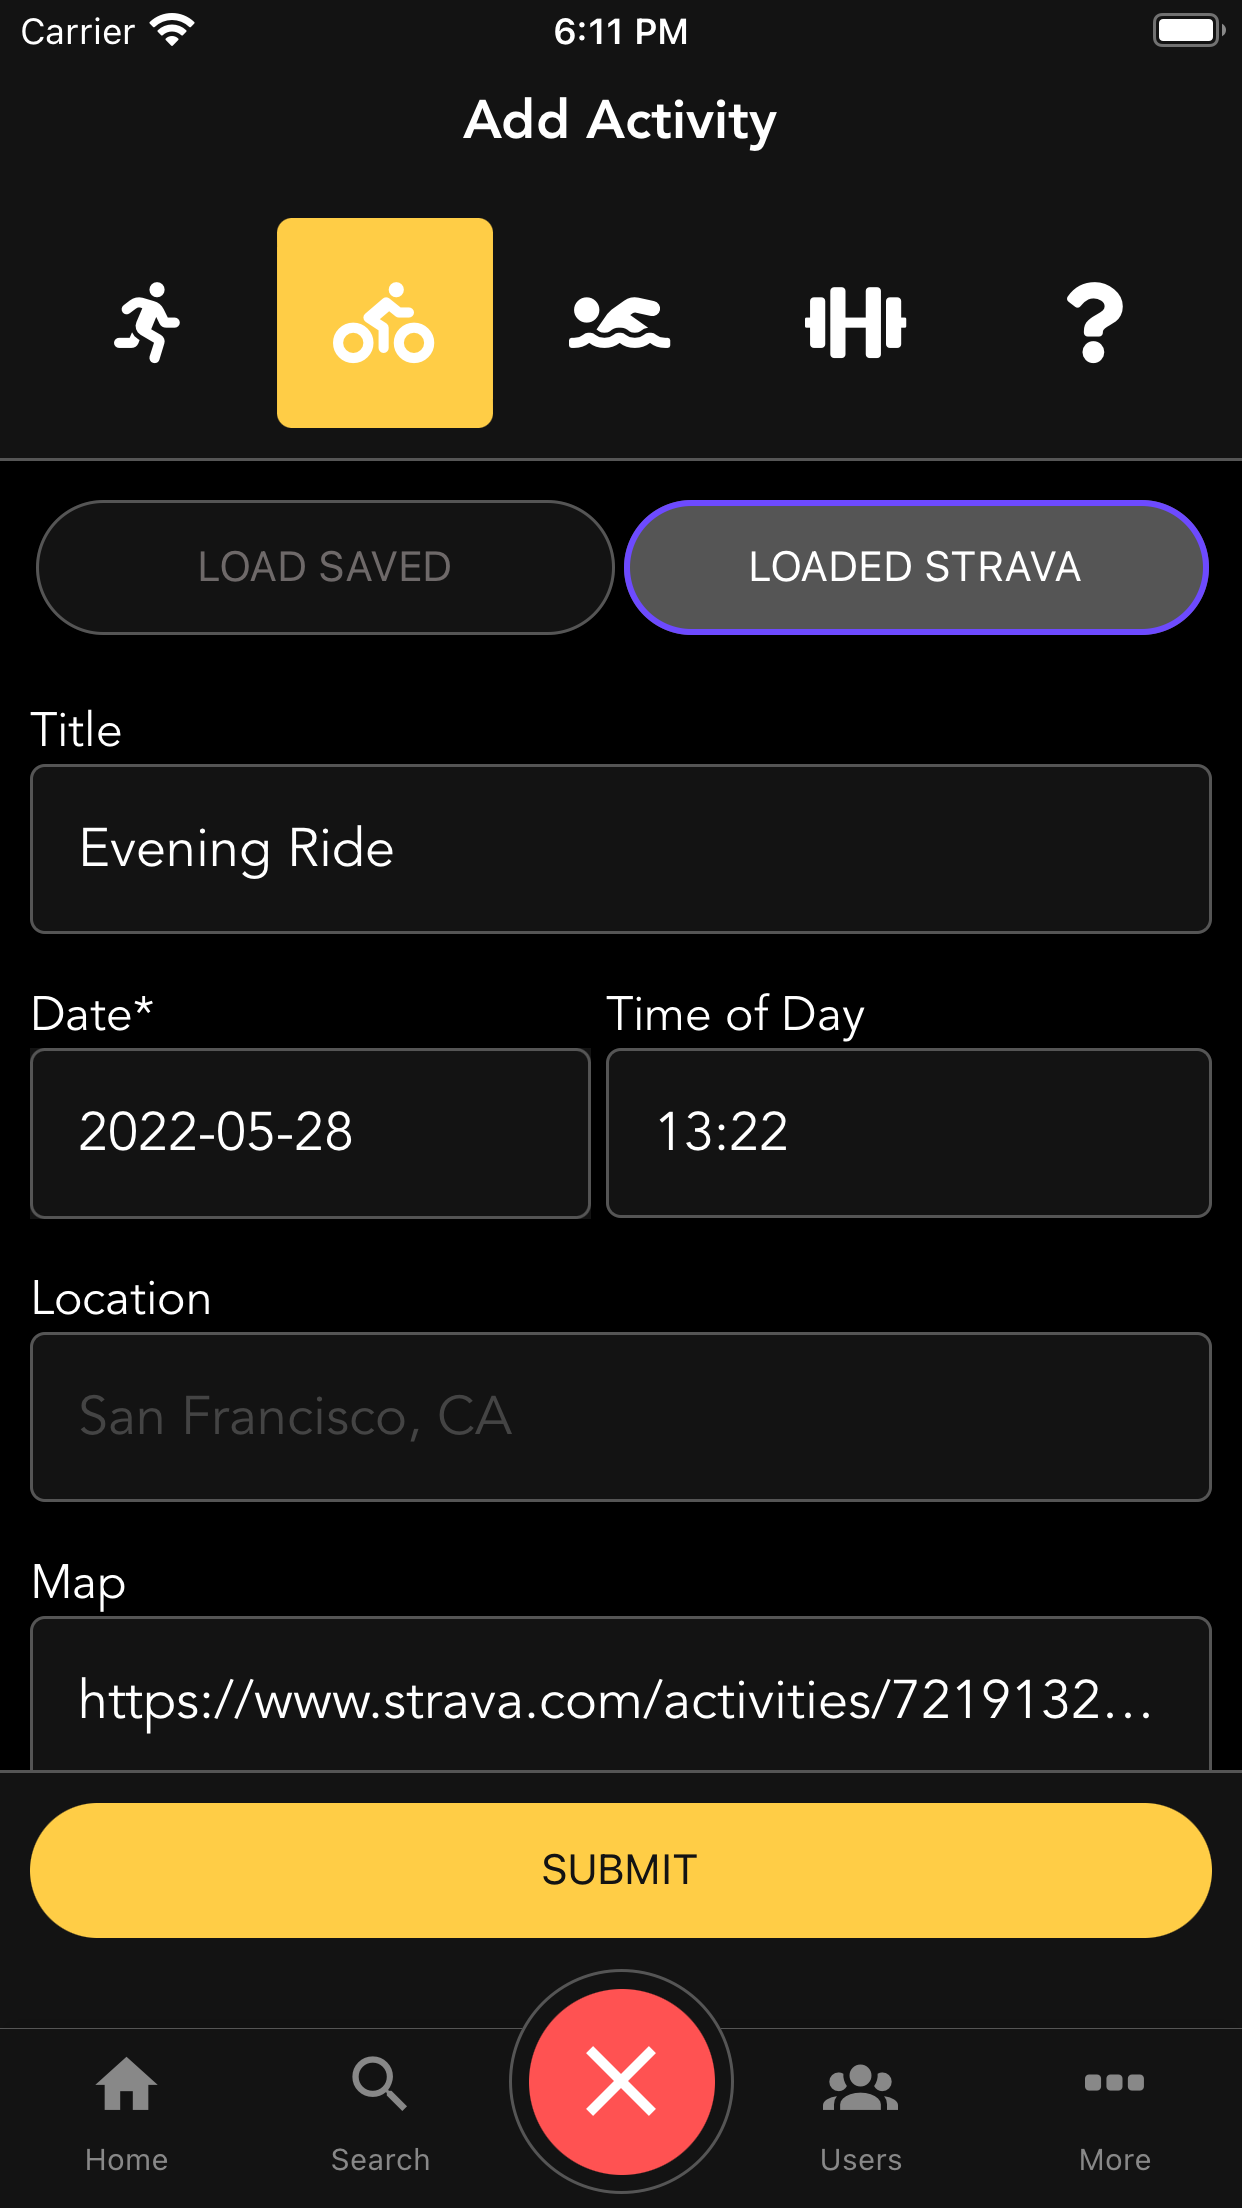 Carrier 6:11 PM
Add Activity
LOAD SAVED LOADED STRAVA
Title
Evening Ride
Date* Time of Day
2022-05-28 13:22
Location
San Francisco, CA
Map
https://www.strava.com/activities/7219132...
SUBMIT
Home Search Users More